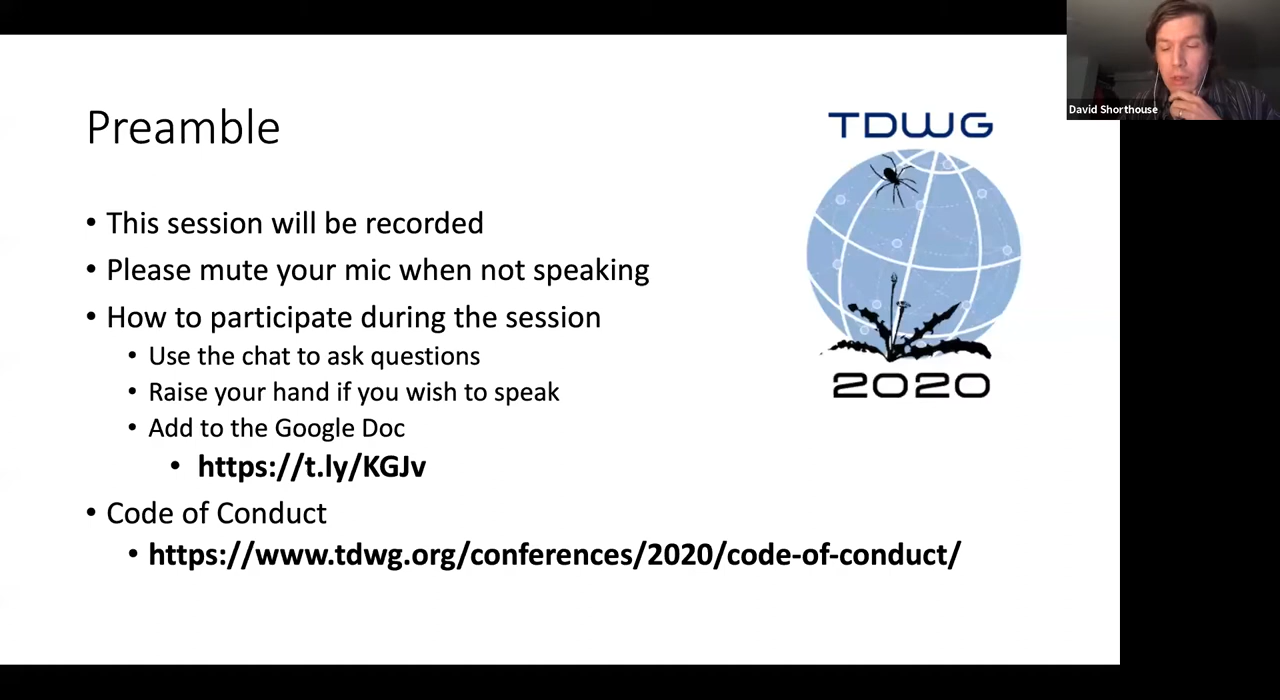 Preamble
• This session will be recorded
• Please mute your mic when not speaking
• How to participate during the session
• Use the chat to ask questions
• Raise your hand if you wish to speak
• Add to the Google Doc
• https://t.ly/KGJv
• Code of Conduct
• https://www.tdwg.org/conferences/2020/code-of-conduct/
TDWG
2020
David Shorthouse